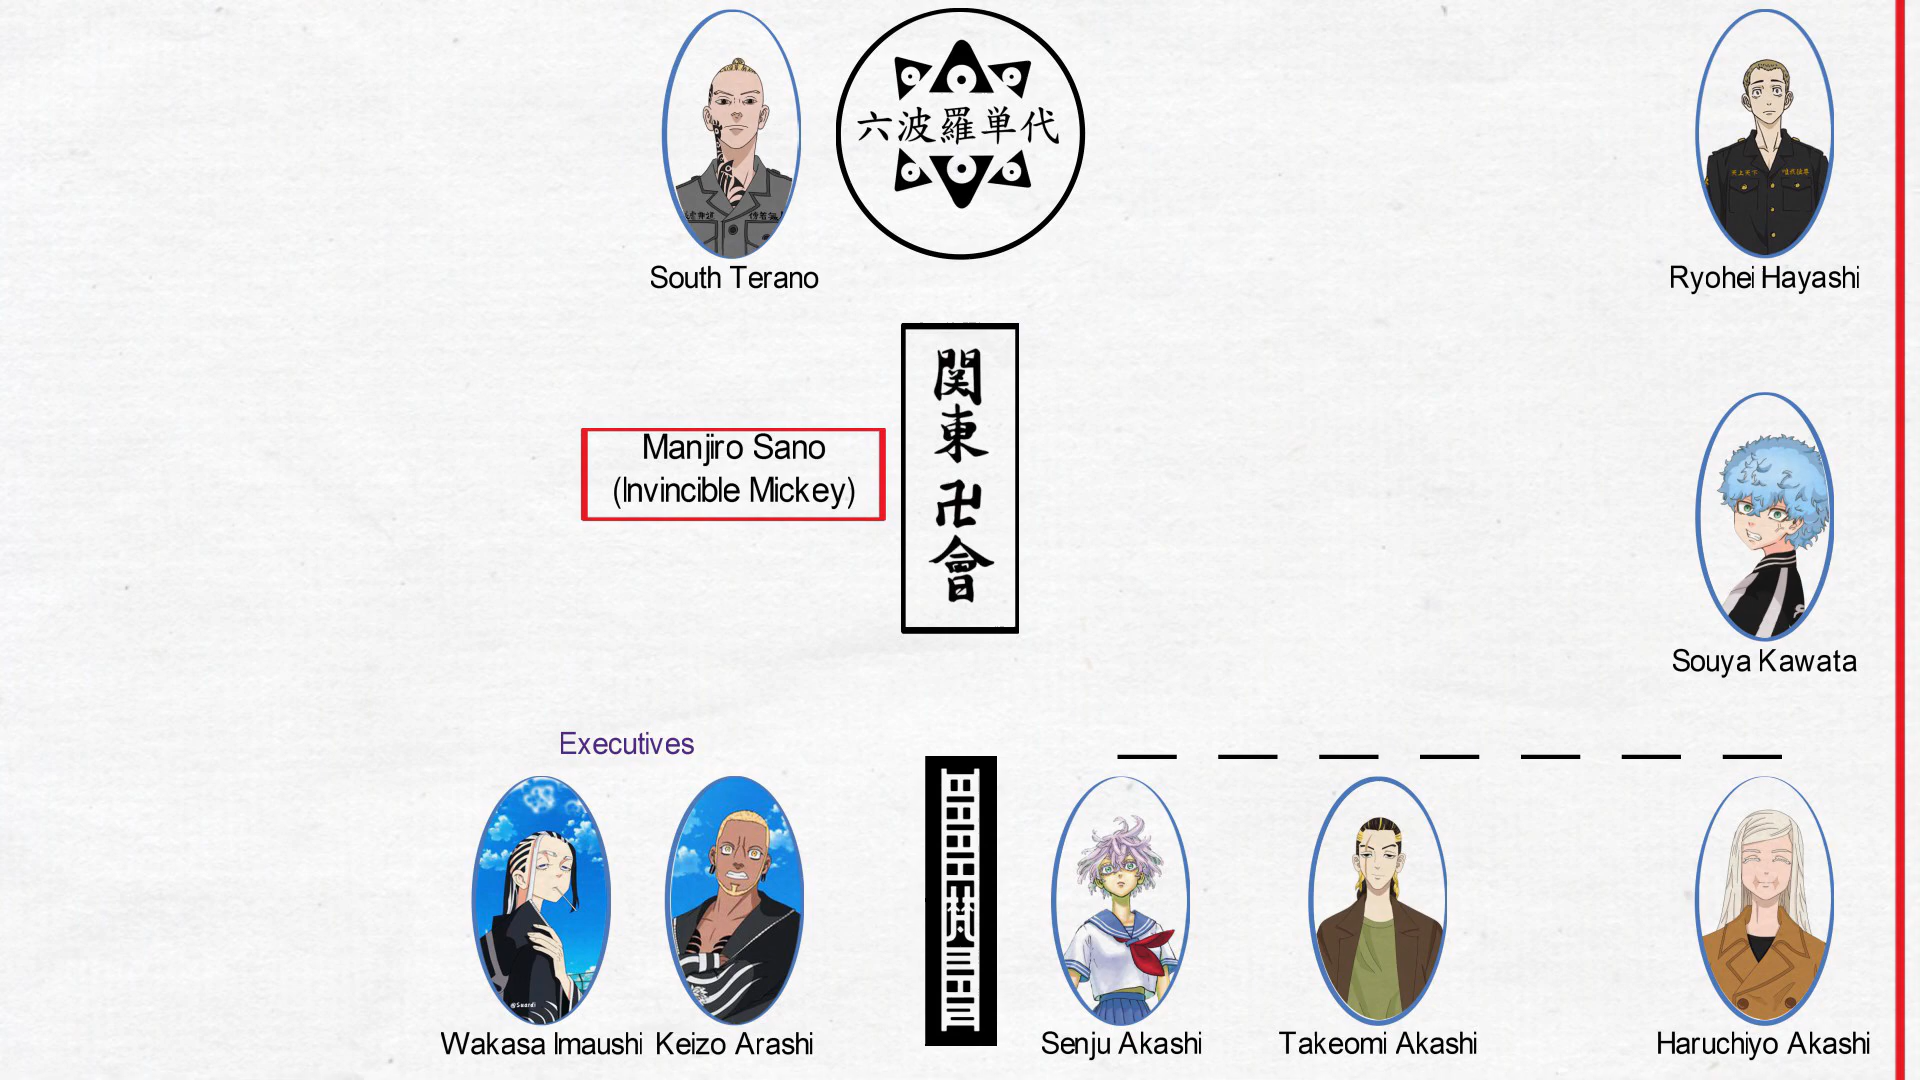 六波羅単代
South Terano
Ryohei Hayashi
関東卍會
Manjiro Sano
(Invincible Mickey)
Souya Kawata
Executives
@Swardi
Wakasa Imaushi
Keizo Arashi
Senju Akashi
Takeomi Akashi
Haruchiyo Akashi